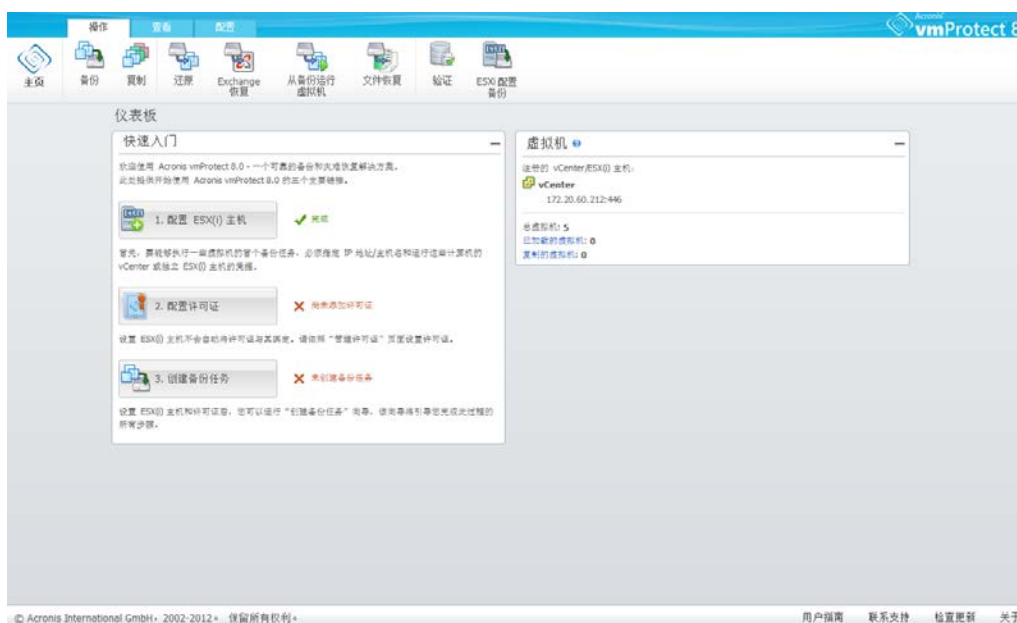 操作 查看 配置
Acronis
vmProtect 8
主页 备份 复制 还原 Exchange 恢复 从备份运行虚拟机 文件恢复 验证 ESXi 配置备份
仪表板
快速入门
欢迎使用 Acronis vmProtect 8.0 - 一个可靠的备份和灾难恢复解决方案。
此处提供开始使用 Acronis vmProtect 8.0 的三个主要链接。
1. 配置 ESX(i) 主机 完成
首先，要能够执行一些虚拟机的首个备份任务，必须指定 IP 地址/主机名和运行这些计算机的
vCenter 或独立 ESX(i) 主机的凭据。
2. 配置许可证 尚未添加许可证
设置 ESX(i) 主机不会自动将许可证与其绑定。请依照 "管理许可证" 页面设置许可证。
3. 创建备份任务 未创建备份任务
设置 ESX(i) 主机和许可证后，您可以运行 "创建备份任务" 向导，该向导将引导您完成此过程的
所有步骤。
虚拟机
注册的 vCenter/ESX(i) 主机:
vCenter
172.20.60.212:446
总虚拟机: 5
已加载的虚拟机: 0
复制的虚拟机: 0
© Acronis International GmbH, 2002-2012。 保留所有权利。
用户指南 联系支持 检查更新 关于